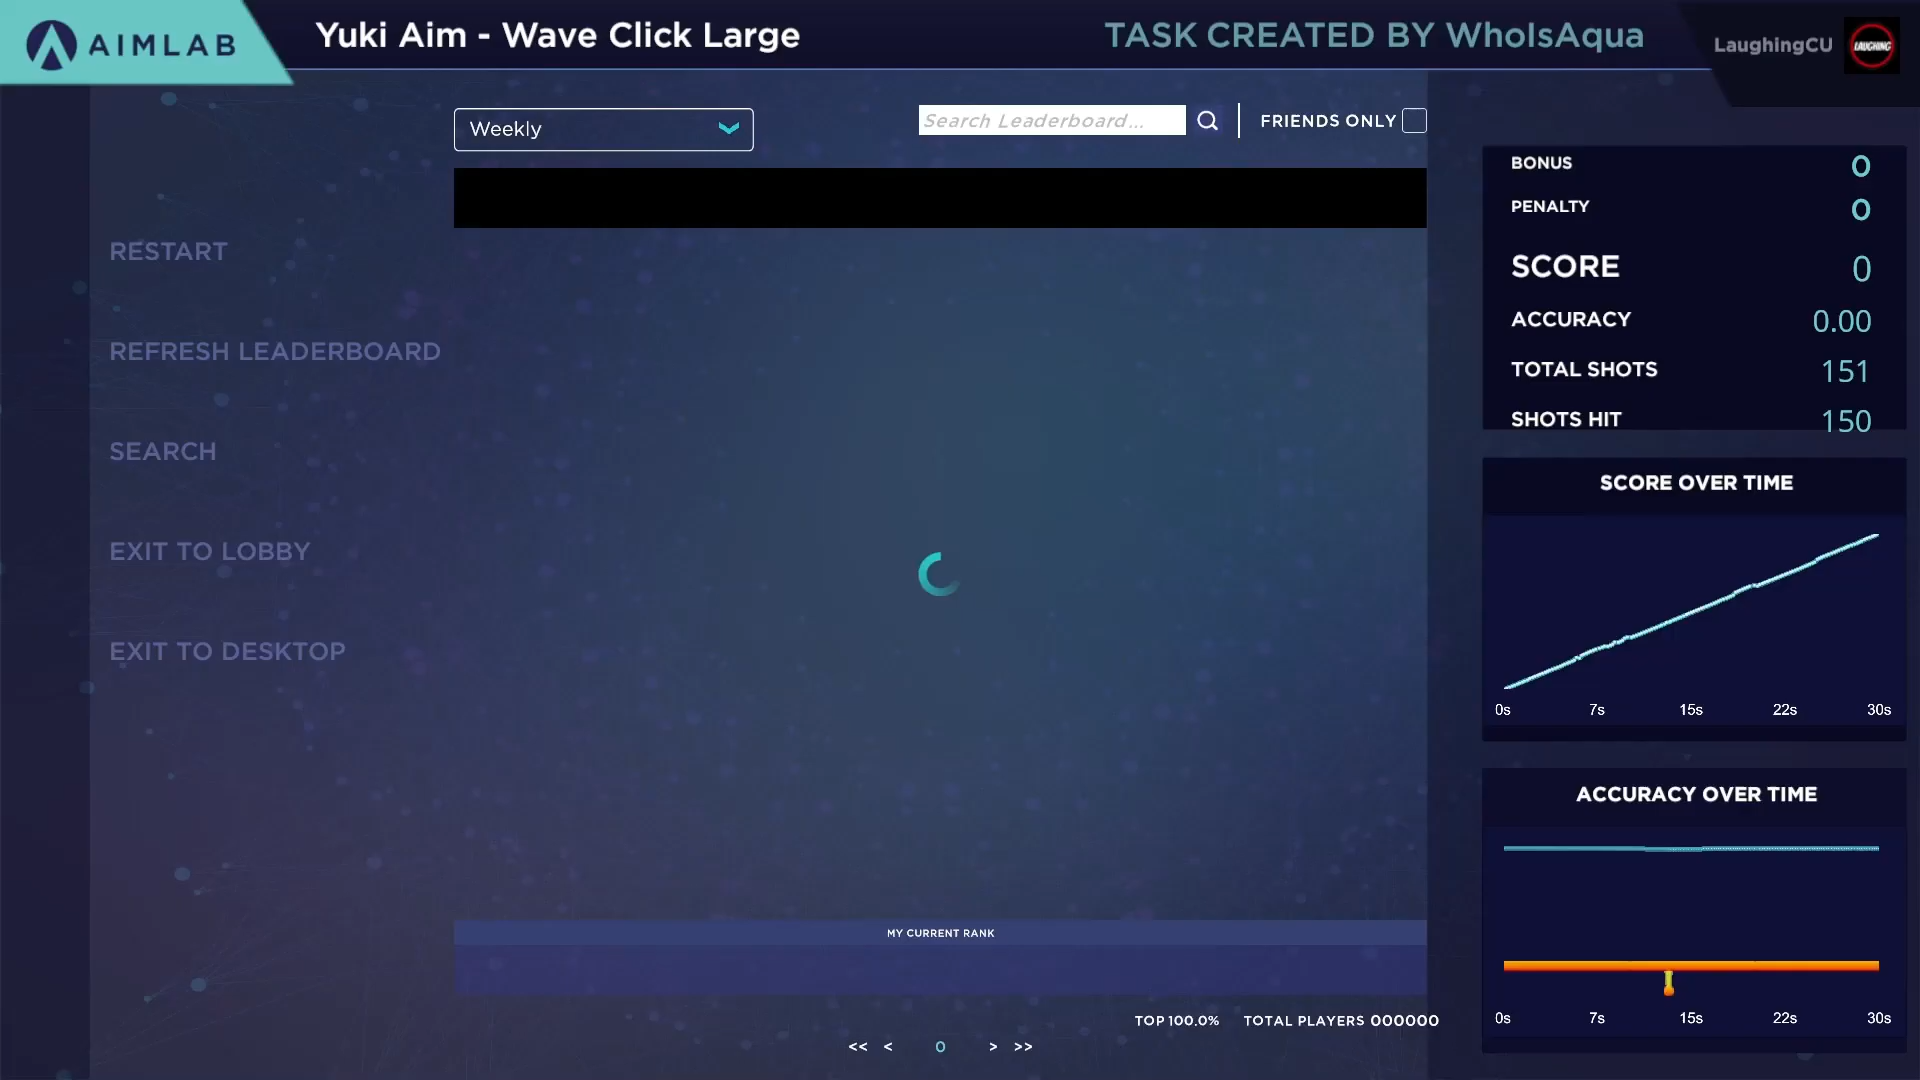 AIMLAB
Yuki Aim - Wave Click Large
TASK CREATED BY WhoIsAqua
LaughingCU
LAUGHING
Weekly
Search Leaderboard...
FRIENDS ONLY
RESTART
REFRESH LEADERBOARD
SEARCH
EXIT TO LOBBY
EXIT TO DESKTOP
BONUS 0
PENALTY 0
SCORE 0
ACCURACY 0.00
TOTAL SHOTS 151
SHOTS HIT 150
SCORE OVER TIME
0s 7s 15s 22s 30s
ACCURACY OVER TIME
0s 7s 15s 22s 30s
MY CURRENT RANK
TOP 100.0% TOTAL PLAYERS 000000
<< < 0 > >>